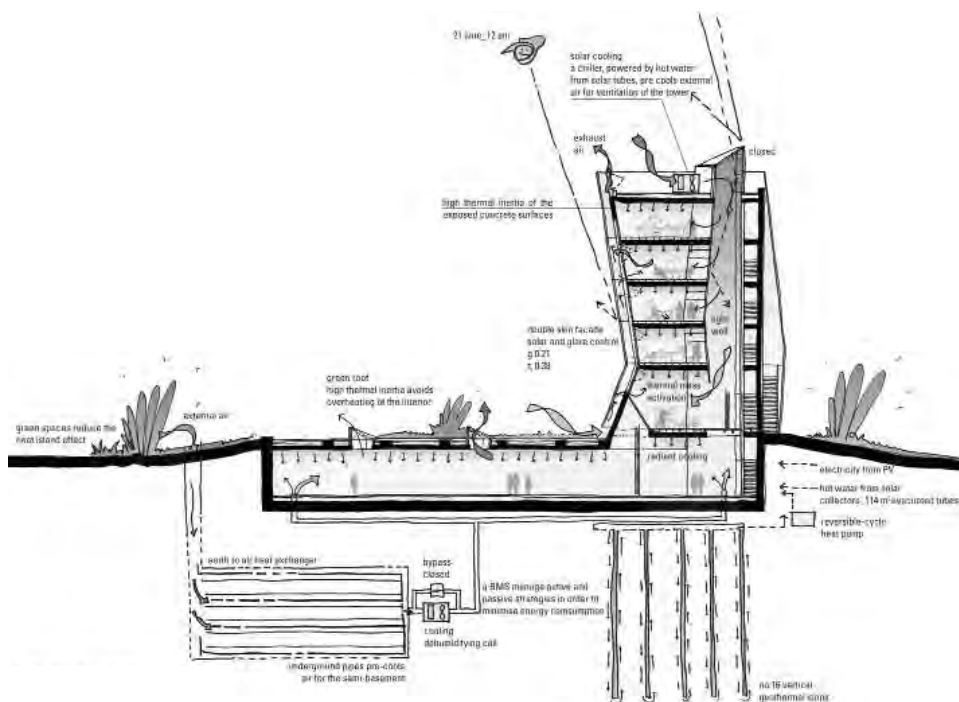 21 june_12 am
solar cooling
a chiller, powered by hot water
from solar tubes, pre cools external
air for ventilation of the tower
exhaust
air
closed
high thermal inertia of the
exposed concrete surfaces
light
well
double skin facade
solar and glare control
g 0.21
thermal mass
activation
green roof
high thermal inertia avoids
overheating of the interior
external air
green spaces reduce the
heat island effect
radiant cooling
electricity from PV
hot water from solar
collectors, 114 m² evacuated tubes
reversible-cycle
heat pump
earth to air heat exchanger
bypass
closed
a BMS manage active and
passive strategies in order to
minimise energy consumption
cooling
dehumidifying coil
underground pipes pre-cools
air for the semi-basement
no.16 vertical
geothermal